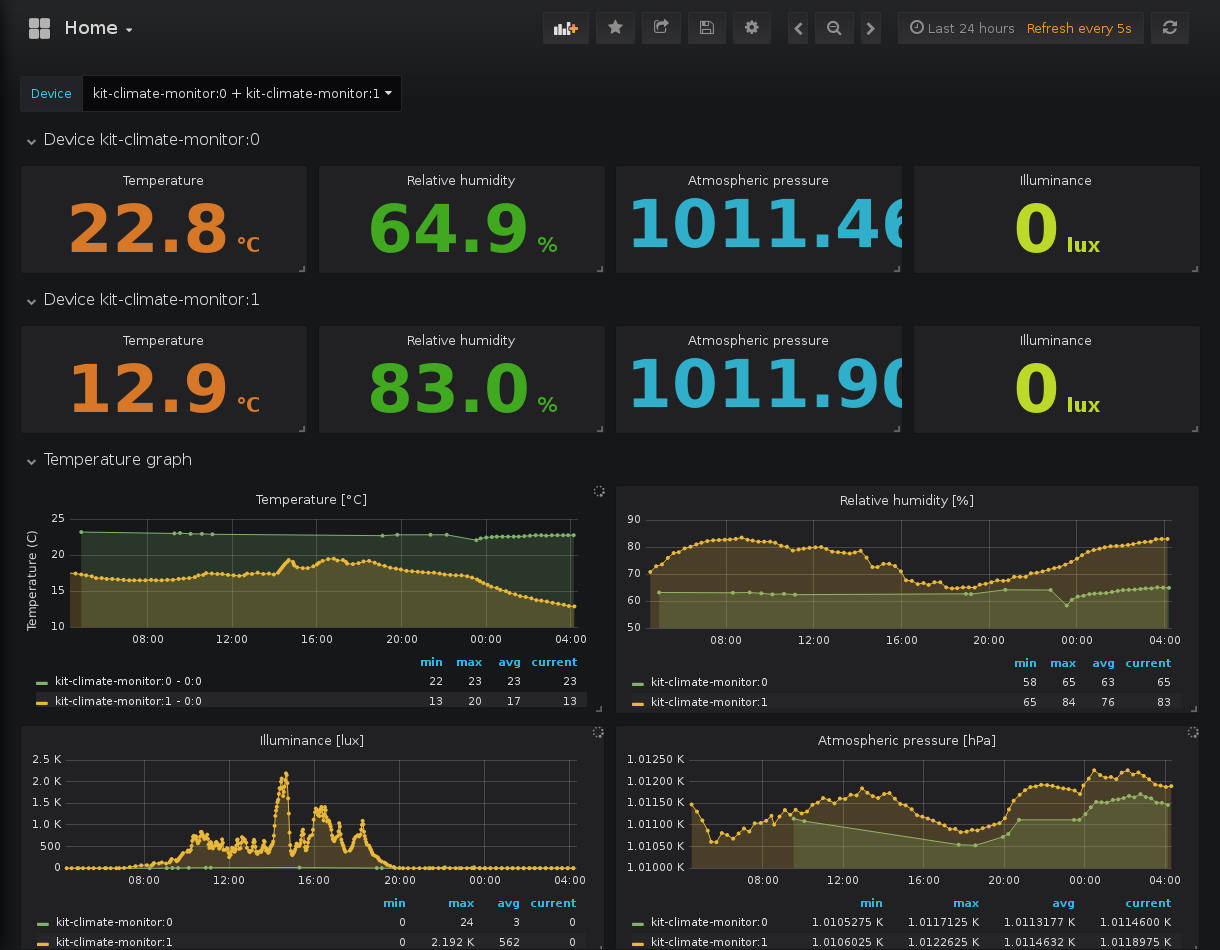 Home
Last 24 hours Refresh every 5s
Device kit-climate-monitor:0 + kit-climate-monitor:1
Device kit-climate-monitor:0
Temperature Relative humidity Atmospheric pressure Illuminance
22.8 °C 64.9 % 1011.46 0 lux
Device kit-climate-monitor:1
Temperature Relative humidity Atmospheric pressure Illuminance
12.9 °C 83.0 % 1011.90 0 lux
Temperature graph
Temperature [°C]
Temperature (C)
25
20
15
10
08:00 12:00 16:00 20:00 00:00 04:00
min max avg current
kit-climate-monitor:0 - 0:0 22 23 23 23
kit-climate-monitor:1 - 0:0 13 20 17 13
Relative humidity [%]
90
80
70
60
50
08:00 12:00 16:00 20:00 00:00 04:00
min max avg current
kit-climate-monitor:0 58 65 63 65
kit-climate-monitor:1 65 84 76 83
Illuminance [lux]
2.5 K
2.0 K
1.5 K
1.0 K
500
0
08:00 12:00 16:00 20:00 00:00 04:00
min max avg current
kit-climate-monitor:0 0 24 3 0
kit-climate-monitor:1 0 2.192 K 562 0
Atmospheric pressure [hPa]
1.01250 K
1.01200 K
1.01150 K
1.01100 K
1.01050 K
1.01000 K
08:00 12:00 16:00 20:00 00:00 04:00
min max avg current
kit-climate-monitor:0 1.0105275 K 1.0117125 K 1.0113177 K 1.0114600 K
kit-climate-monitor:1 1.0106025 K 1.0122625 K 1.0114632 K 1.0118975 K